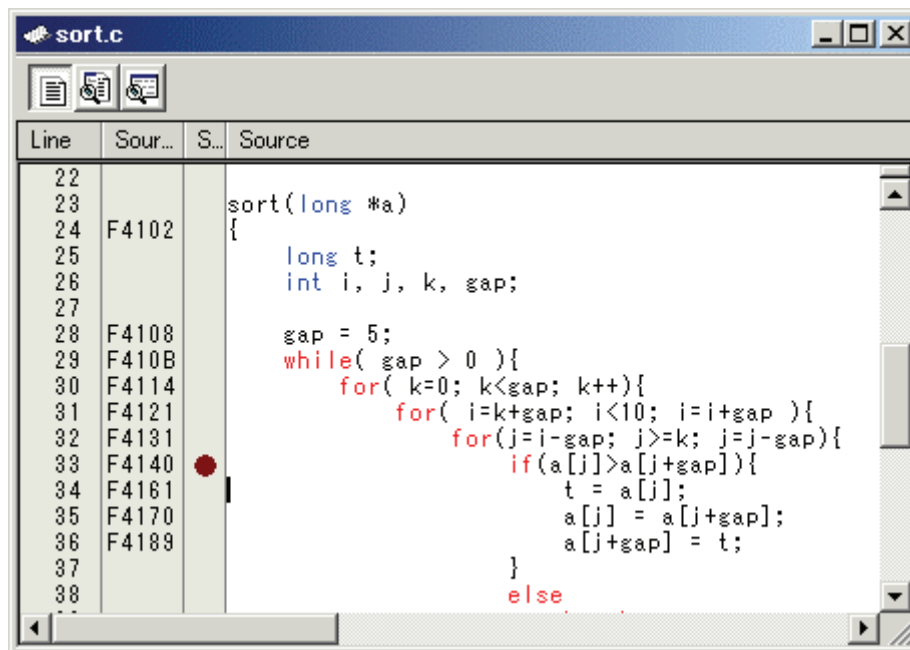 sort.c
Line Sour... S... Source
22
23 sort(long *a)
24 F4102 {
25 long t;
26 int i, j, k, gap;
27
28 F4108 gap = 5;
29 F410B while( gap > 0 ){
30 F4114 for( k=0; k<gap; k++){
31 F4121 for( i=k+gap; i<10; i=i+gap ){
32 F4131 for(j=i-gap; j>=k; j=j-gap){
33 F4140 if(a[j]>a[j+gap]){
34 F4161 t = a[j];
35 F4170 a[j] = a[j+gap];
36 F4189 a[j+gap] = t;
37 }
38 else